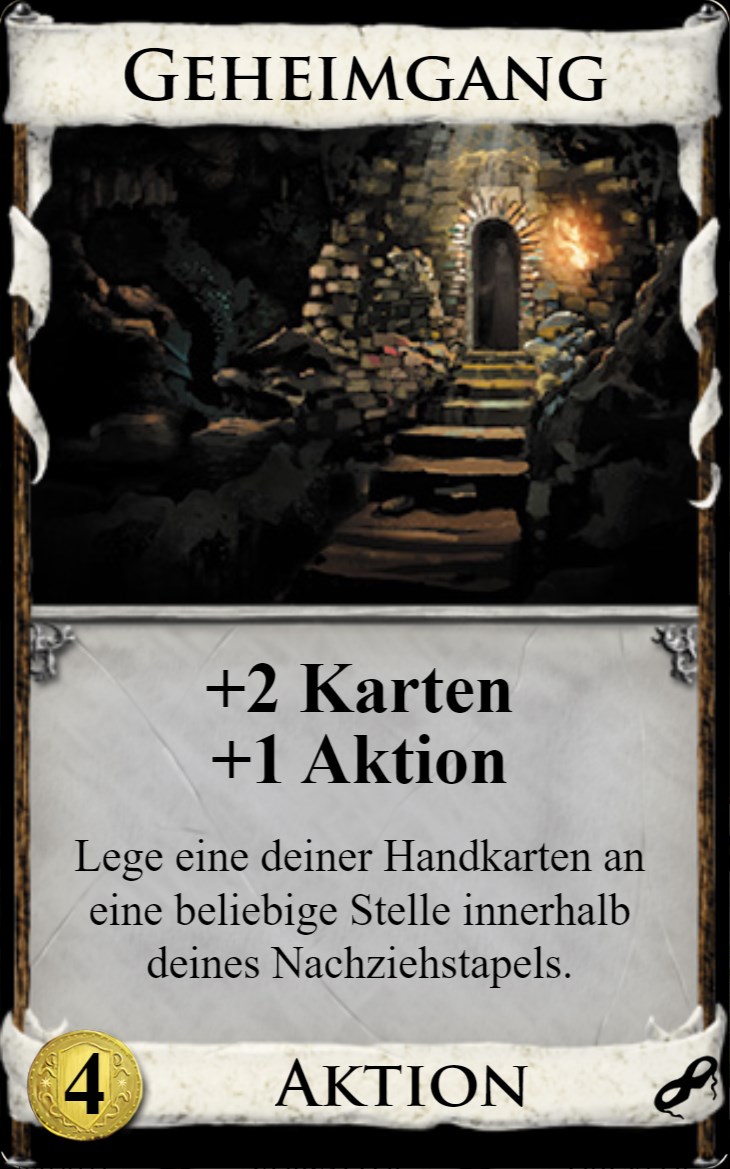 GEHEIMGANG
+2 Karten
+1 Aktion
Lege eine deiner Handkarten an
eine beliebige Stelle innerhalb
deines Nachziehstapels.
4
AKTION